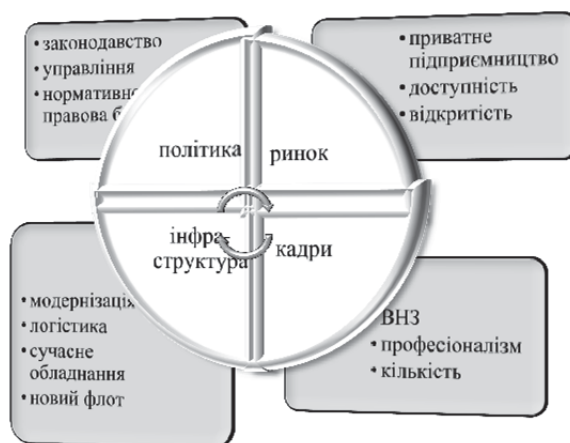 • законодавство
• управління
• нормативно
правова б
• приватне
підприємництво
• доступність
• відкритість
політика
ринок
інфра-
структура
кадри
• модернізація
• логістика
• сучасне
обладнання
• новий флот
ВНЗ
• професіоналізм
• кількість